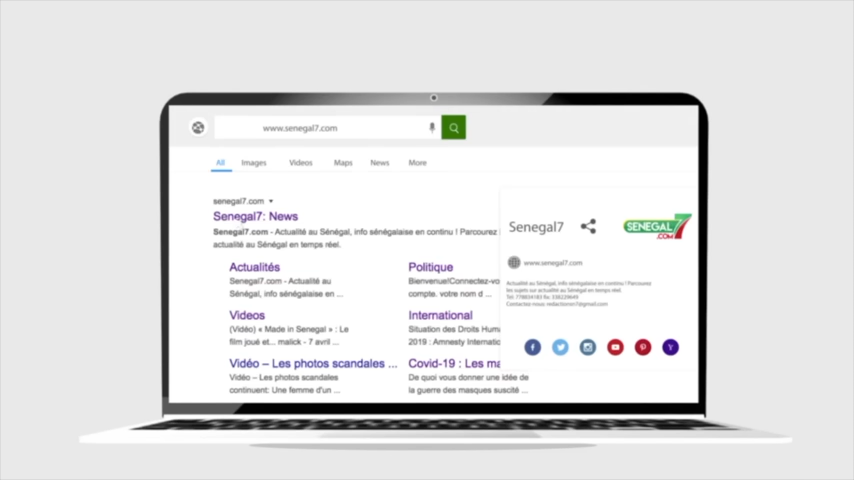 www.senegal7.com
All Images Videos Maps News More
senegal7.com
Senegal7: News
Senegal7.com - Actualité au Sénégal, info sénégalaise en continu ! Parcourez
actualité au Sénégal en temps réel.
Actualités
Senegal7.com - Actualité au
Sénégal, info sénégalaise en ...
Videos
(Vidéo) « Made in Senegal » : Le
film joué et... malick - 7 avril ...
Vidéo – Les photos scandales ...
Vidéo – Les photos scandales
continuent: Une femme d'un ...
Politique
Bienvenue!Connectez-vo
compte. votre nom d ...
International
Situation des Droits Hum
2019 : Amnesty Internatio
Covid-19 : Les ma
De quoi vous donner une idée de
la guerre des masques suscité ...
Senegal7
SENEGAL7
.COM
www.senegal7.com
Actualité au Sénégal, info sénégalaise en continu ! Parcourez
les sujets sur actualité au Sénégal en temps réel.
Tél: 778834183 fix: 338239649
Contactez-nous: redactionsn7@gmail.com